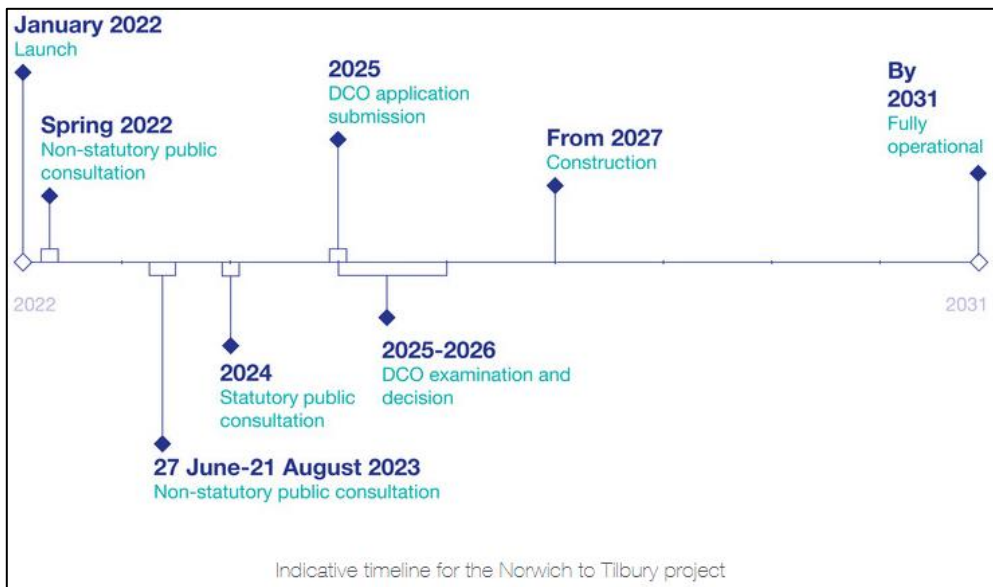 January 2022
Launch
Spring 2022
Non-statutory public
consultation
2025
DCO application
submission
From 2027
Construction
By
2031
Fully
operational
2022
2031
2024
Statutory public
consultation
2025-2026
DCO examination and
decision
27 June-21 August 2023
Non-statutory public consultation
Indicative timeline for the Norwich to Tilbury project